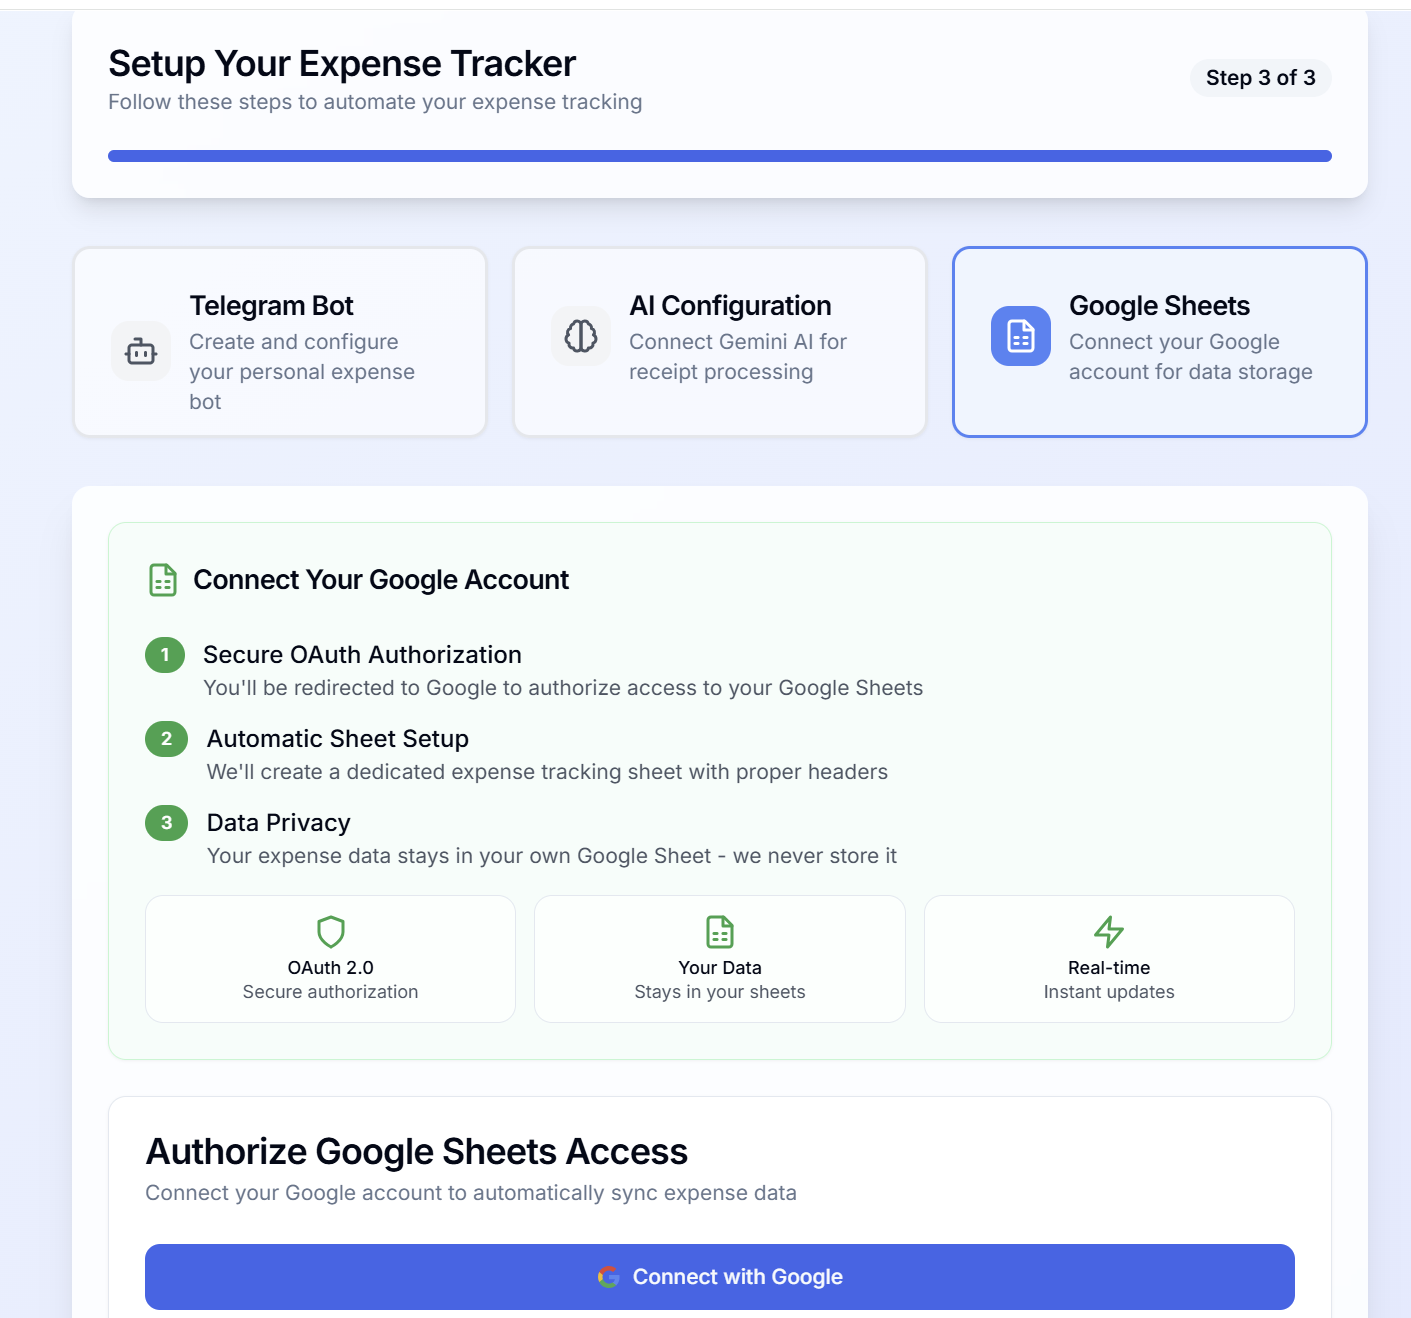 Setup Your Expense Tracker
Follow these steps to automate your expense tracking
Step 3 of 3
Telegram Bot
Create and configure
your personal expense
bot
AI Configuration
Connect Gemini AI for
receipt processing
Google Sheets
Connect your Google
account for data storage
Connect Your Google Account
1 Secure OAuth Authorization
You'll be redirected to Google to authorize access to your Google Sheets
2 Automatic Sheet Setup
We'll create a dedicated expense tracking sheet with proper headers
3 Data Privacy
Your expense data stays in your own Google Sheet - we never store it
OAuth 2.0
Secure authorization
Your Data
Stays in your sheets
Real-time
Instant updates
Authorize Google Sheets Access
Connect your Google account to automatically sync expense data
Connect with Google